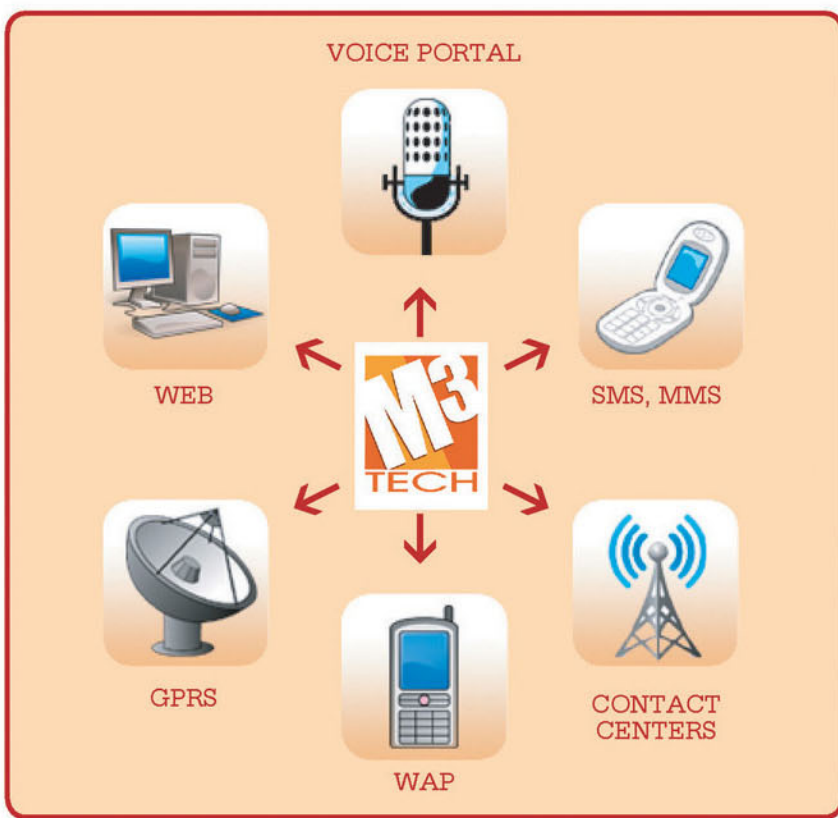 VOICE PORTAL
WEB
M3
TECH
SMS, MMS
GPRS
CONTACT
CENTERS
WAP